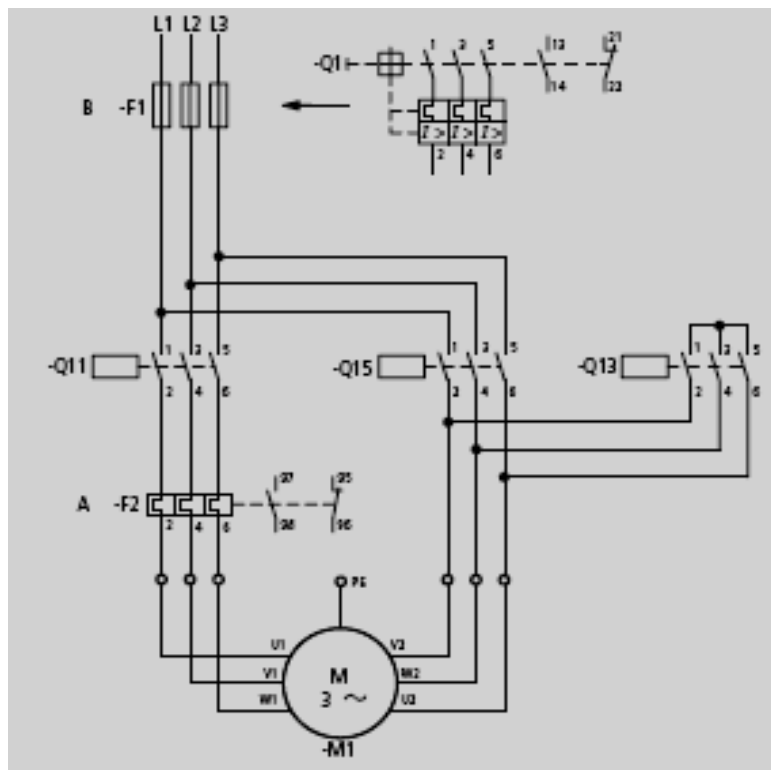 L1 L2 L3
-Q1
1 3 5
13
21
14
22
B -F1
I> I> I>
2 4 6
-Q11
1 3 5
2 4 6
-Q15
1 3 5
2 4 6
-Q13
1 3 5
2 4 6
A -F2
97
95
98
96
2 4 6
PE
U1
V1
W1
V2
W2
U2
M
3 ~
-M1